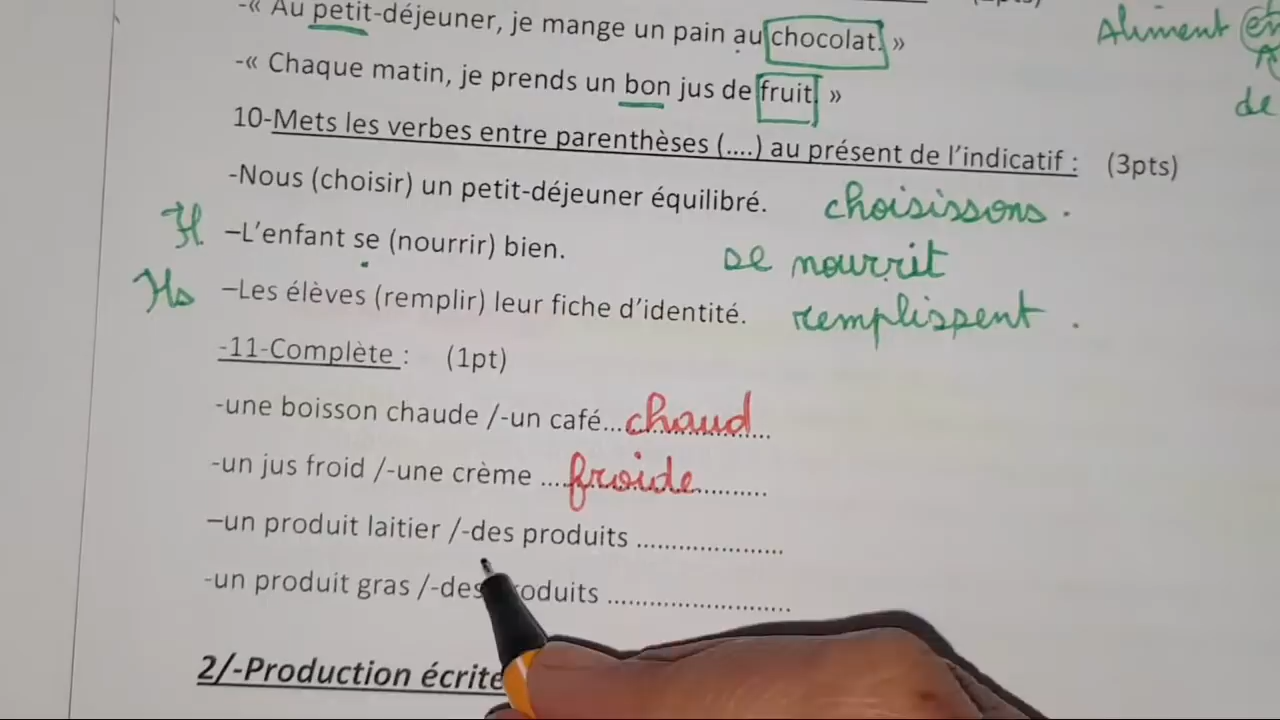 -« Au petit-déjeuner, je mange un pain au chocolat. »
Aliment
-« Chaque matin, je prends un bon jus de fruit. »
de
10-Mets les verbes entre parenthèses (....) au présent de l'indicatif : (3pts)
-Nous (choisir) un petit-déjeuner équilibré. choisissons.
–L'enfant se (nourrir) bien. se nourrit
–Les élèves (remplir) leur fiche d'identité. remplissent.
-11-Complète : (1pt)
-une boisson chaude /-un café...chaud...
-un jus froid /-une crème ...froide...........
–un produit laitier /-des produits .....................
-un produit gras /-des produits ..........................
2/-Production écrite